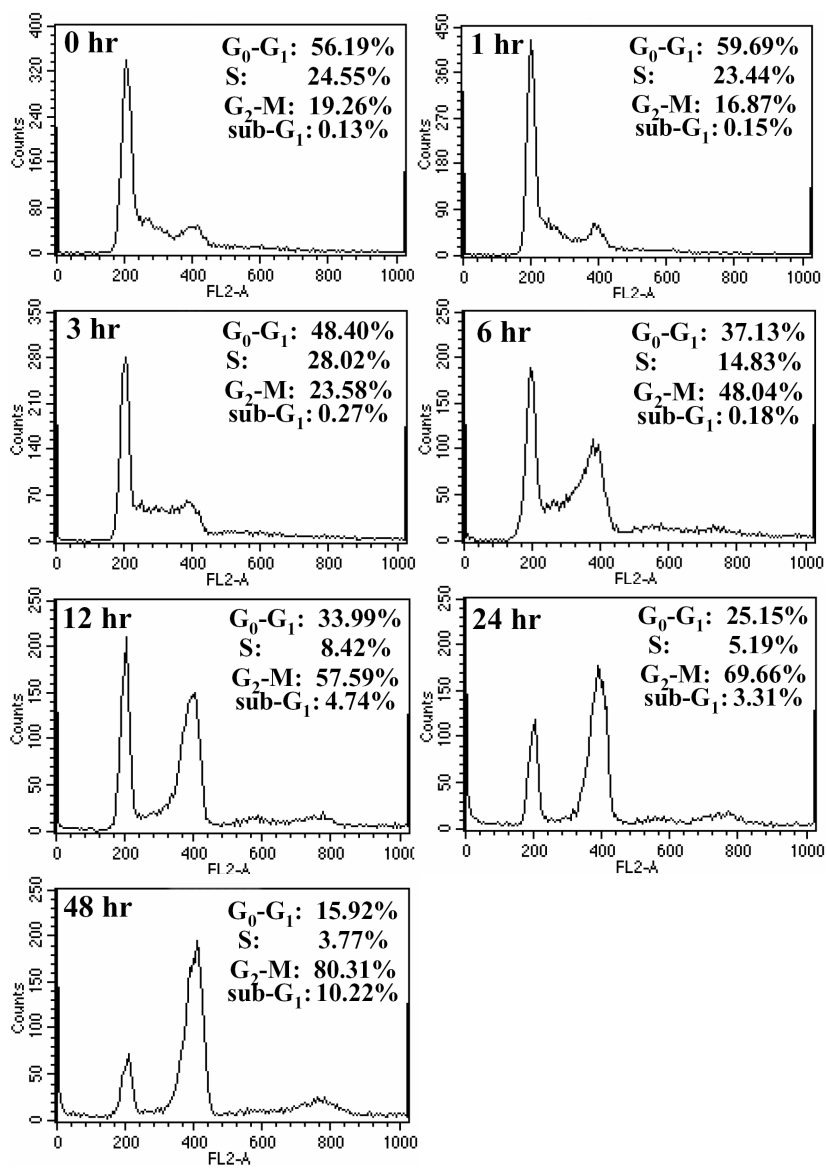 0 hr
G0-G1: 56.19%
S: 24.55%
G2-M: 19.26%
sub-G1: 0.13%
Counts
400
320
240
160
80
0
0 200 400 600 800 1000
FL2-A
1 hr
G0-G1: 59.69%
S: 23.44%
G2-M: 16.87%
sub-G1: 0.15%
Counts
450
360
270
180
90
0
0 200 400 600 800 1000
FL2-A
3 hr
G0-G1: 48.40%
S: 28.02%
G2-M: 23.58%
sub-G1: 0.27%
Counts
350
280
210
140
70
0
0 200 400 600 800 1000
FL2-A
6 hr
G0-G1: 37.13%
S: 14.83%
G2-M: 48.04%
sub-G1: 0.18%
Counts
250
200
150
100
50
0
0 200 400 600 800 1000
FL2-A
12 hr
G0-G1: 33.99%
S: 8.42%
G2-M: 57.59%
sub-G1: 4.74%
Counts
250
200
150
100
50
0
0 200 400 600 800 1000
FL2-A
24 hr
G0-G1: 25.15%
S: 5.19%
G2-M: 69.66%
sub-G1: 3.31%
Counts
250
200
150
100
50
0
0 200 400 600 800 1000
FL2-A
48 hr
G0-G1: 15.92%
S: 3.77%
G2-M: 80.31%
sub-G1: 10.22%
Counts
250
200
150
100
50
0
0 200 400 600 800 1000
FL2-A